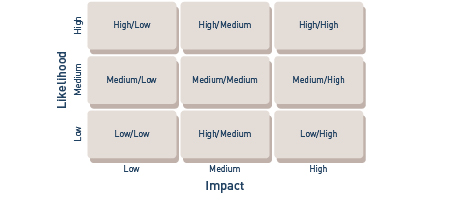 Likelihood
High
High/Low
High/Medium
High/High
Medium
Medium/Low
Medium/Medium
Medium/High
Low
Low/Low
High/Medium
Low/High
Low
Medium
High
Impact